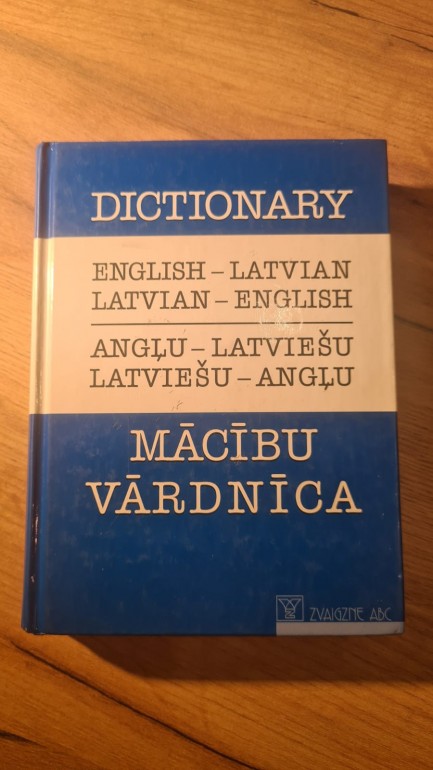 DICTIONARY
ENGLISH – LATVIAN
LATVIAN – ENGLISH
ANGĻU – LATVIEŠU
LATVIEŠU – ANGĻU
MĀCĪBU
VĀRDNĪCA
ZVAIGZNE ABC